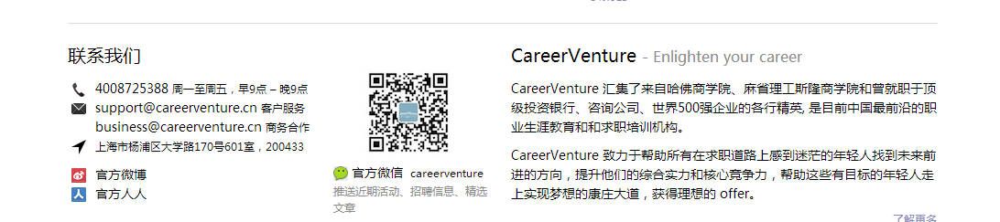 联系我们
4008725388 周一至周五，早9点 – 晚9点
support@careerventure.cn 客户服务
business@careerventure.cn 商务合作
上海市杨浦区大学路170号601室，200433
官方微博
官方人人
官方微信 careerventure
推送近期活动、招聘信息、精选
文章
CareerVenture - Enlighten your career
CareerVenture 汇集了来自哈佛商学院、麻省理工斯隆商学院和曾就职于顶
级投资银行、咨询公司、世界500强企业的各行精英, 是目前中国最前沿的职
业生涯教育和和求职培训机构。
CareerVenture 致力于帮助所有在求职道路上感到迷茫的年轻人找到未来前
进的方向，提升他们的综合实力和核心竞争力，帮助这些有目标的年轻人走
上实现梦想的康庄大道，获得理想的 offer。
了解更多